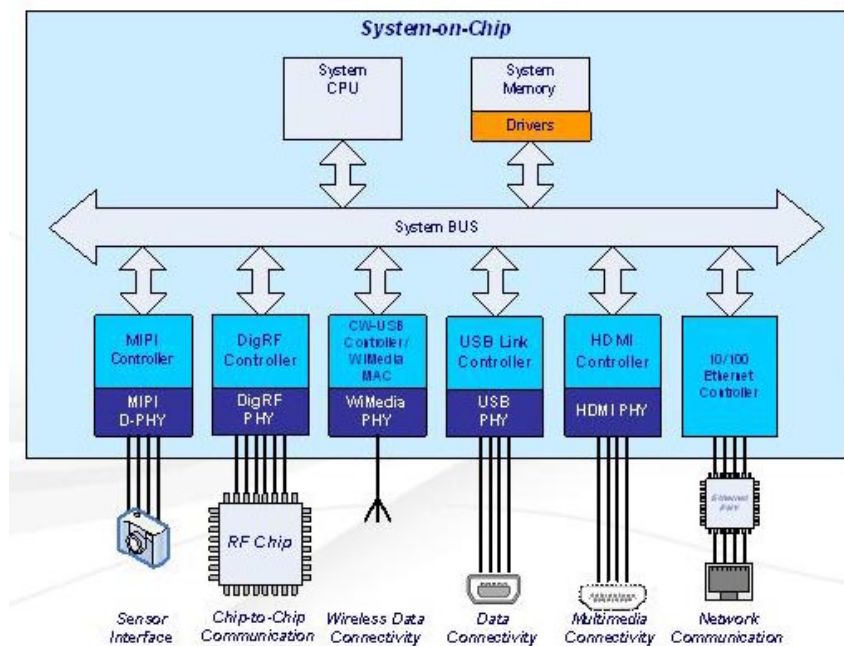 System-on-Chip
System
CPU
System
Memory
Drivers
System BUS
MIPI
Controller
MIPI
D-PHY
DigRF
Controller
DigRF
PHY
CW-USB
Controller/
WiMedia
MAC
WiMedia
PHY
USB Link
Controller
USB
PHY
HDMI
Controller
HDMI PHY
10/100
Ethernet
Controller
Ethernet
PHY
RF Chip
Sensor
Interface
Chip-to-Chip
Communication
Wireless Data
Connectivity
Data
Connectivity
Multimedia
Connectivity
Network
Communication